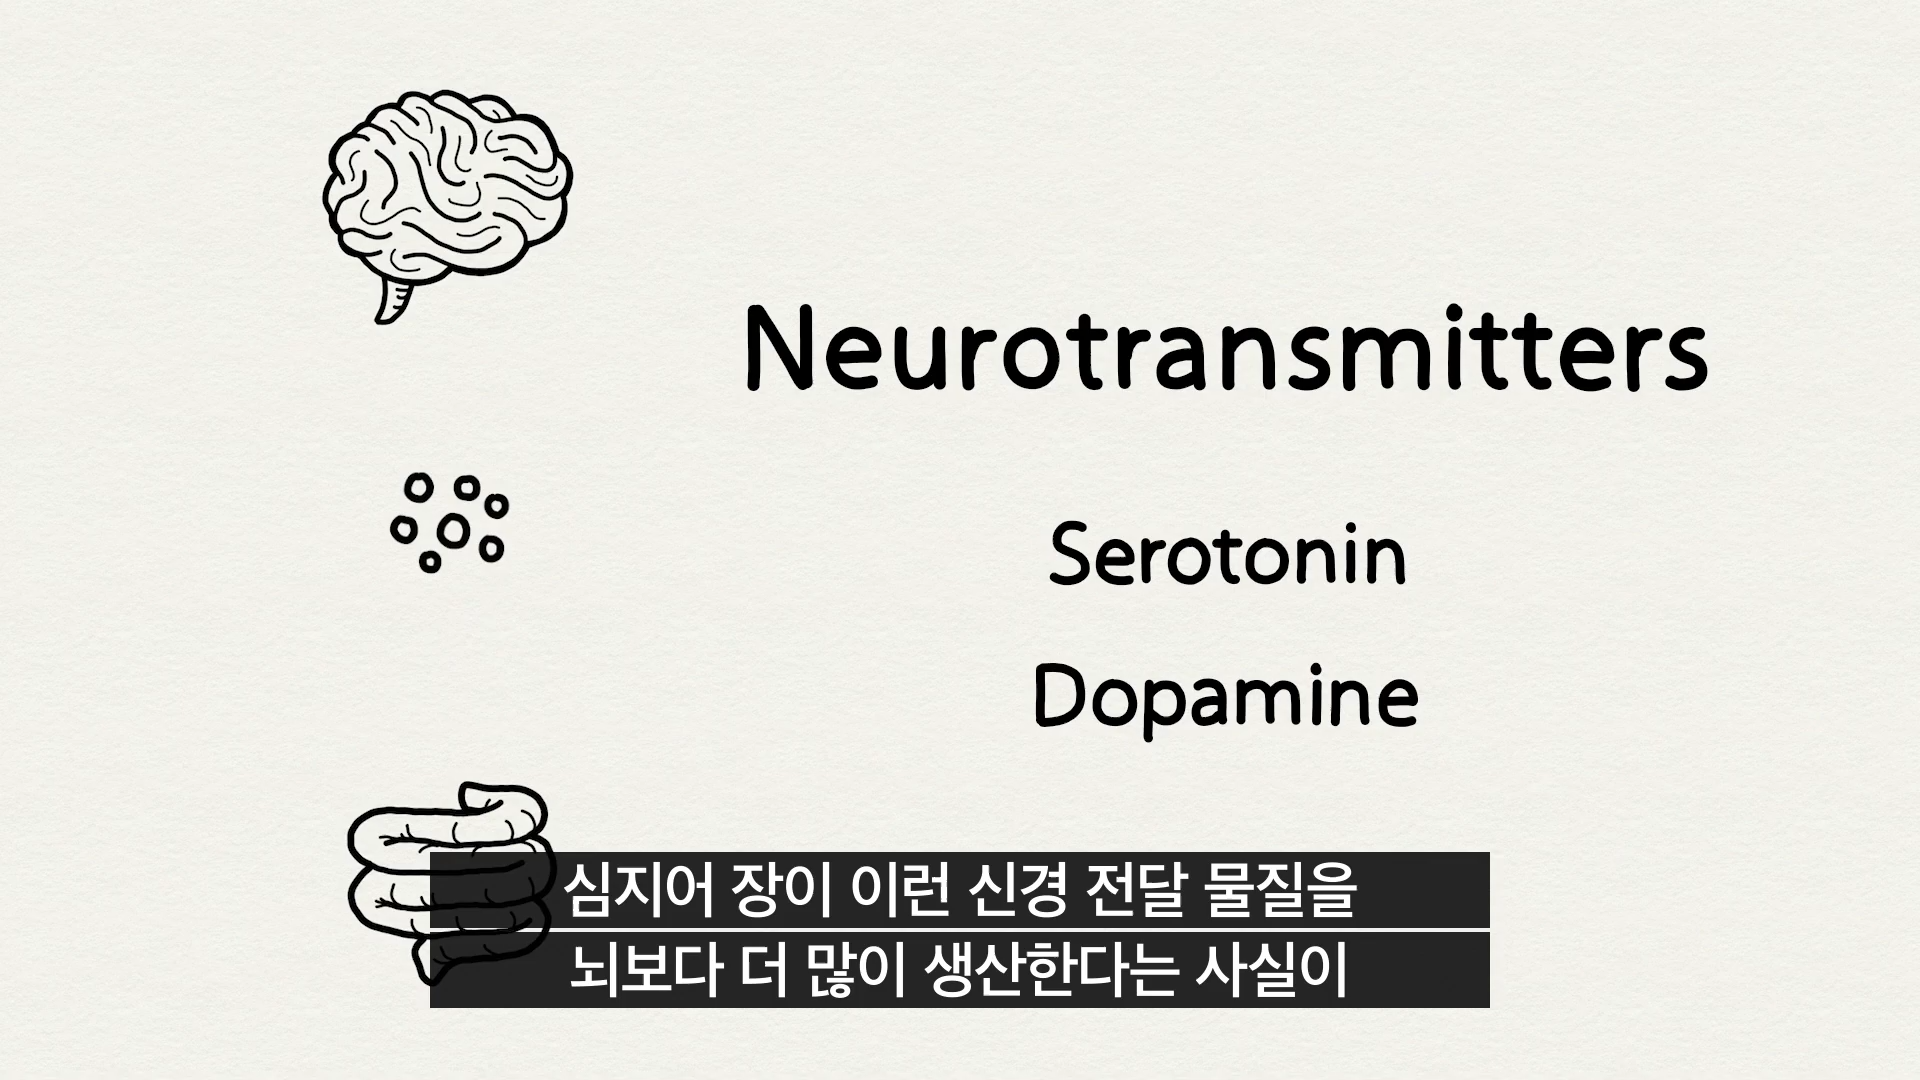 Neurotransmitters
Serotonin
Dopamine
심지어 장이 이런 신경 전달 물질을
뇌보다 더 많이 생산한다는 사실이